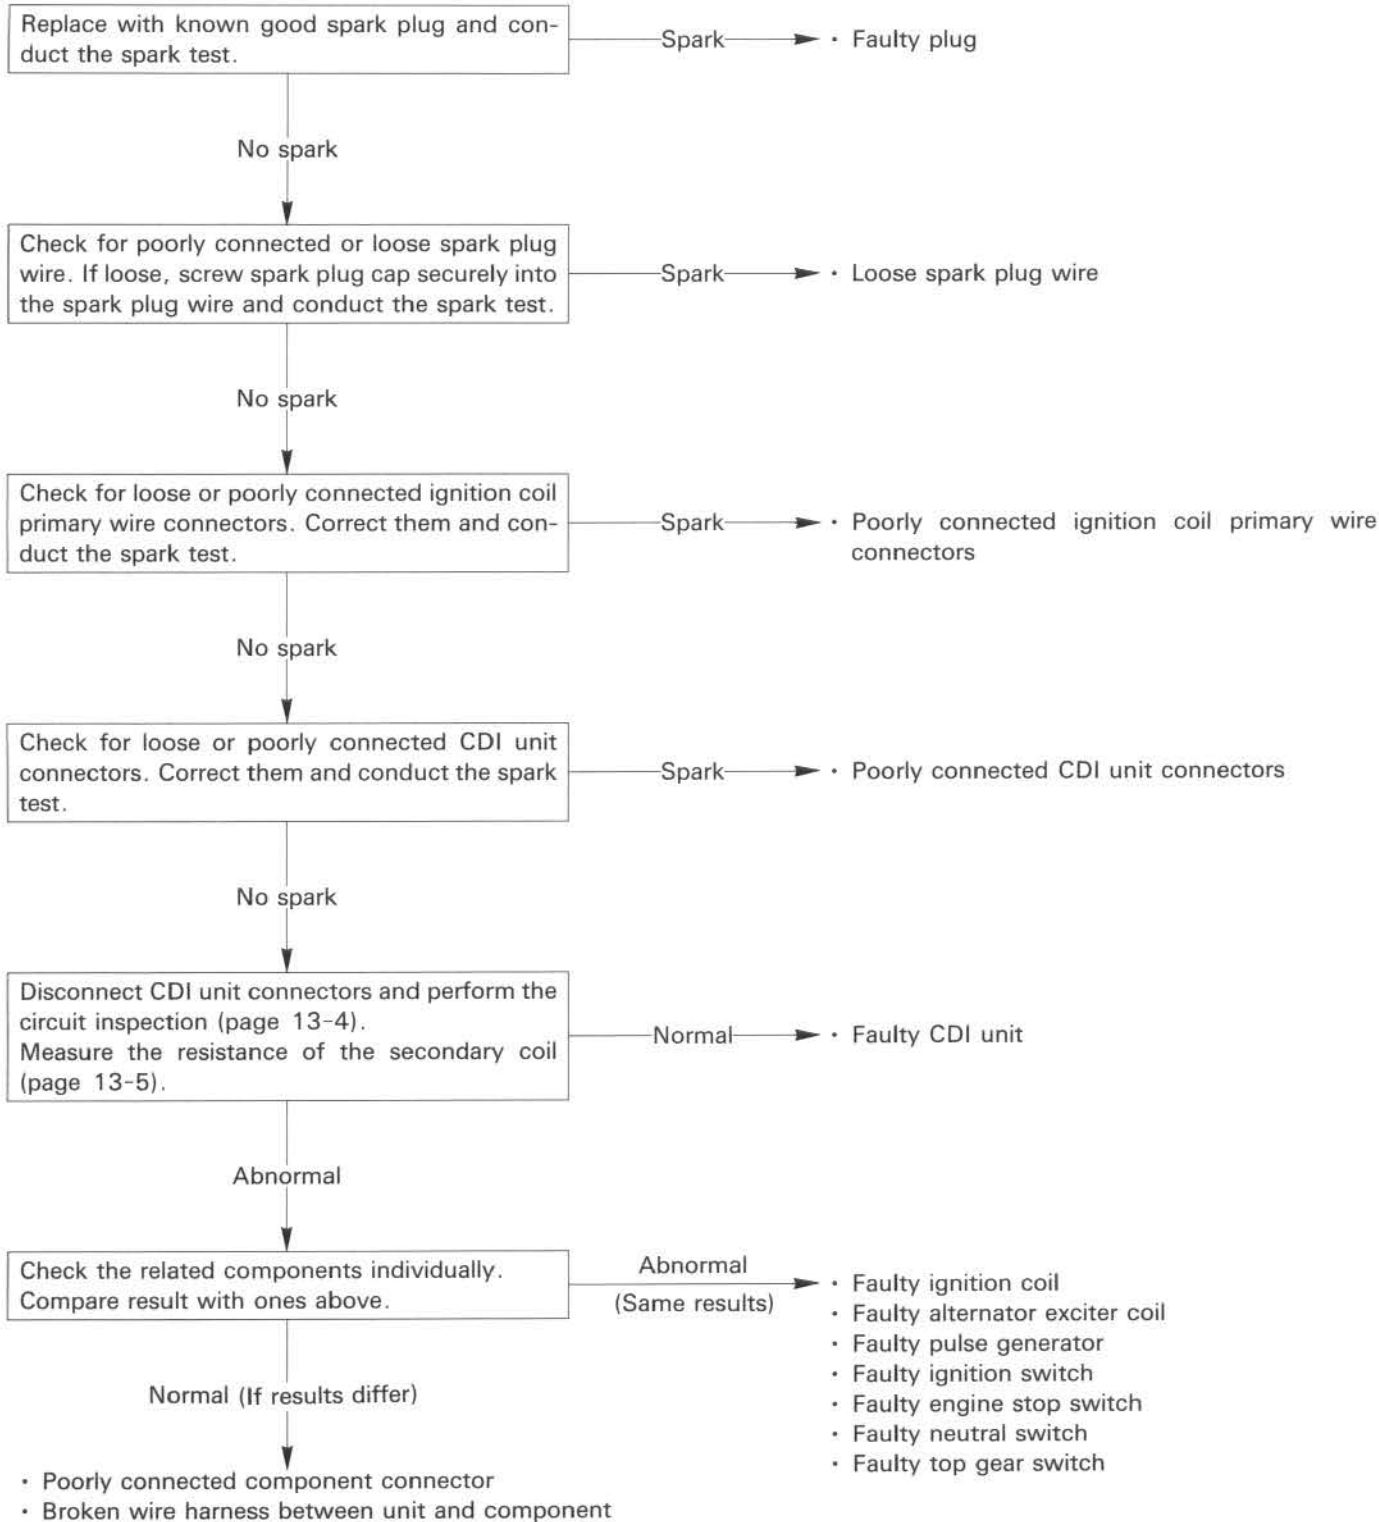 Replace with known good spark plug and con-
duct the spark test.
Spark
· Faulty plug
No spark
Check for poorly connected or loose spark plug
wire. If loose, screw spark plug cap securely into
the spark plug wire and conduct the spark test.
Spark
· Loose spark plug wire
No spark
Check for loose or poorly connected ignition coil
primary wire connectors. Correct them and con-
duct the spark test.
Spark
· Poorly connected ignition coil primary wire
connectors
No spark
Check for loose or poorly connected CDI unit
connectors. Correct them and conduct the spark
test.
Spark
· Poorly connected CDI unit connectors
No spark
Disconnect CDI unit connectors and perform the
circuit inspection (page 13-4).
Measure the resistance of the secondary coil
(page 13-5).
Normal
· Faulty CDI unit
Abnormal
Check the related components individually.
Compare result with ones above.
Abnormal
(Same results)
· Faulty ignition coil
· Faulty alternator exciter coil
· Faulty pulse generator
· Faulty ignition switch
· Faulty engine stop switch
· Faulty neutral switch
· Faulty top gear switch
Normal (If results differ)
· Poorly connected component connector
· Broken wire harness between unit and component